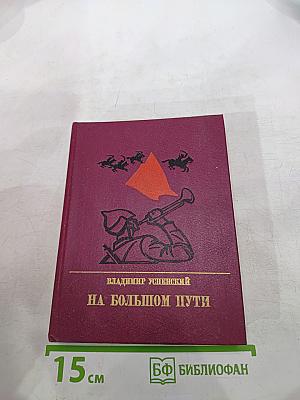 ВЛАДИМИР УСПЕНСКИЙ
НА БОЛЬШОМ ПУТИ
15 см
БФ БИБЛИОФАН